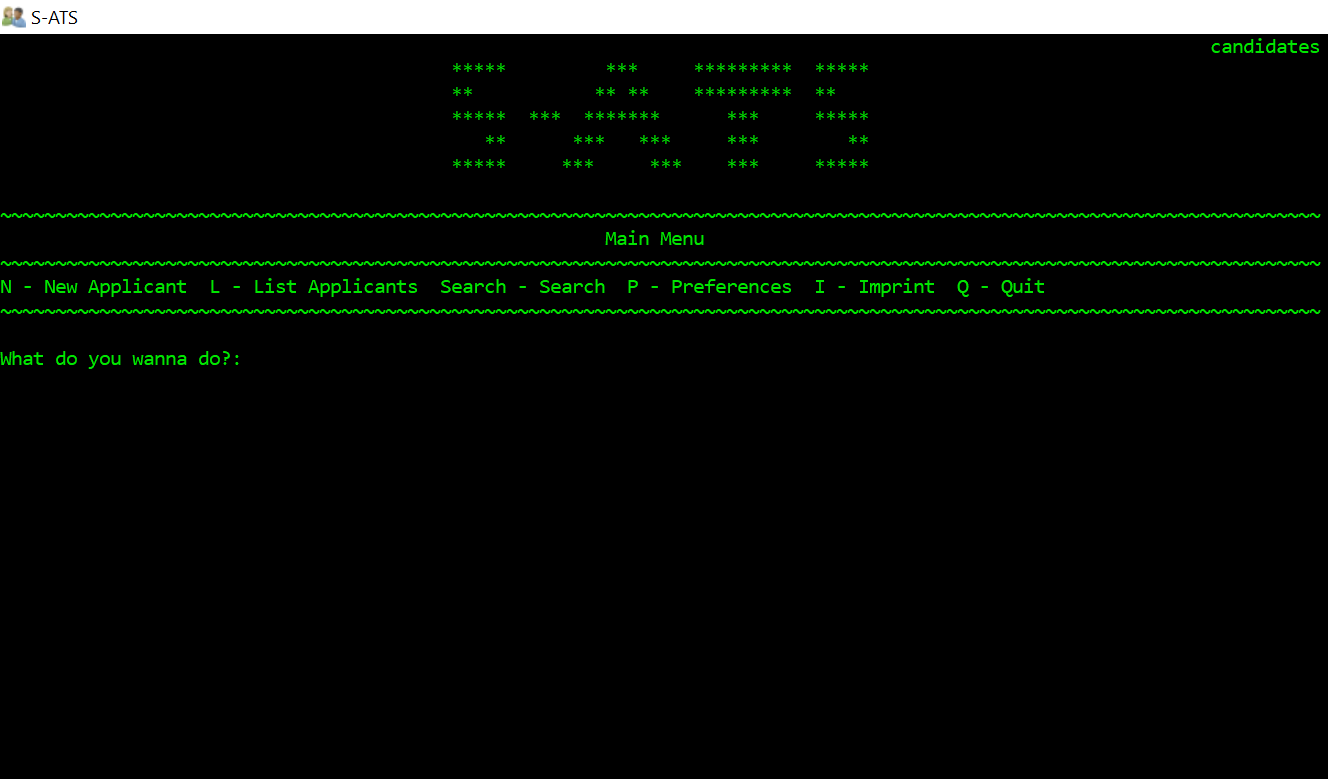 S-ATS
candidates
*****         ***     *********  *****
**           ** **    *********  **
*****  ***  *******      ***     *****
   **      ***   ***     ***        **
*****     ***     ***    ***     *****
~~~~~~~~~~~~~~~~~~~~~~~~~~~~~~~~~~~~~~~~~~~~~~~~~~~~~~~~~~~~~~~~~~~~~~~~~~~~~~~~~~~~~~~~~~~~~~~~~~~~~~~~~~~~~~~~~~~~~~~~
Main Menu
~~~~~~~~~~~~~~~~~~~~~~~~~~~~~~~~~~~~~~~~~~~~~~~~~~~~~~~~~~~~~~~~~~~~~~~~~~~~~~~~~~~~~~~~~~~~~~~~~~~~~~~~~~~~~~~~~~~~~~~~
N - New Applicant  L - List Applicants  Search - Search  P - Preferences  I - Imprint  Q - Quit
~~~~~~~~~~~~~~~~~~~~~~~~~~~~~~~~~~~~~~~~~~~~~~~~~~~~~~~~~~~~~~~~~~~~~~~~~~~~~~~~~~~~~~~~~~~~~~~~~~~~~~~~~~~~~~~~~~~~~~~~
What do you wanna do?: